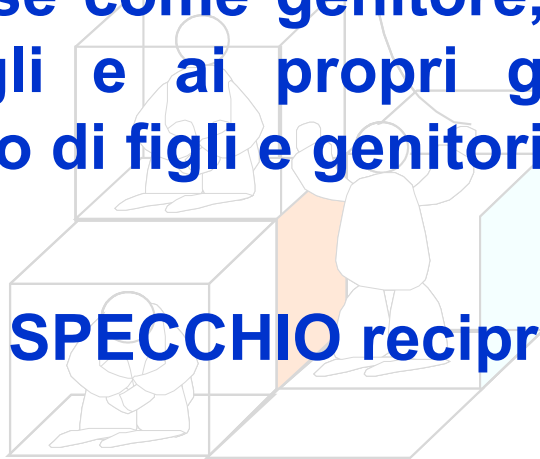 se come genitore,
gli e ai propri g
o di figli e genitori
SPECCHIO recipr